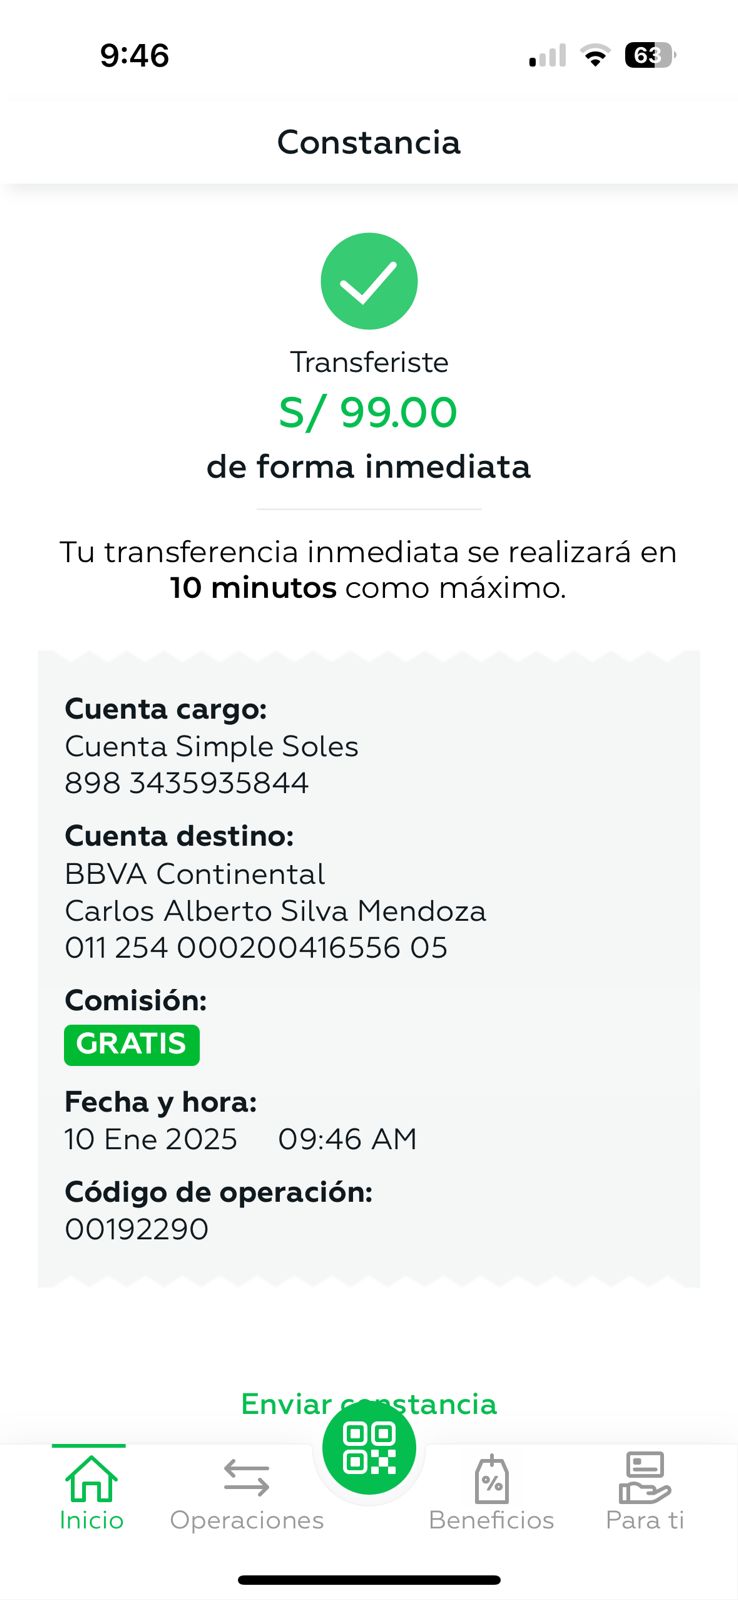 9:46
63
Constancia
Transferiste
S/ 99.00
de forma inmediata
Tu transferencia inmediata se realizará en
10 minutos como máximo.
Cuenta cargo:
Cuenta Simple Soles
898 3435935844
Cuenta destino:
BBVA Continental
Carlos Alberto Silva Mendoza
011 254 000200416556 05
Comisión:
GRATIS
Fecha y hora:
10 Ene 2025 09:46 AM
Código de operación:
00192290
Enviar constancia
Inicio
Operaciones
Beneficios
Para ti